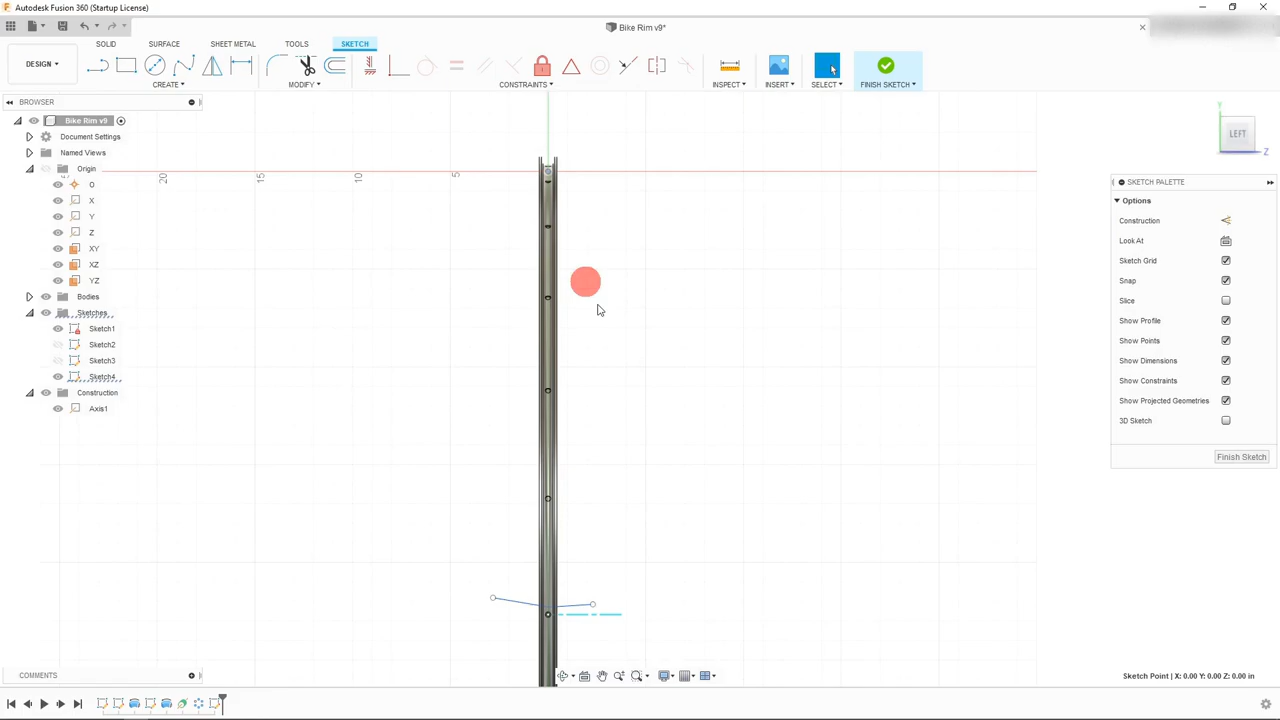 Autodesk Fusion 360 (Startup License)
Bike Rim v9*
SOLID SURFACE SHEET METAL TOOLS SKETCH
DESIGN
CREATE MODIFY CONSTRAINTS INSPECT INSERT SELECT FINISH SKETCH
BROWSER
Bike Rim v9
Document Settings
Named Views
Origin
O
X
Y
Z
XY
XZ
YZ
Bodies
Sketches
Sketch1
Sketch2
Sketch3
Sketch4
Construction
Axis1
20
15
10
5
LEFT
Z
SKETCH PALETTE
Options
Construction
Look At
Sketch Grid
Snap
Slice
Show Profile
Show Points
Show Dimensions
Show Constraints
Show Projected Geometries
3D Sketch
Finish Sketch
COMMENTS
Sketch Point | X: 0.00 Y: 0.00 Z: 0.00 in